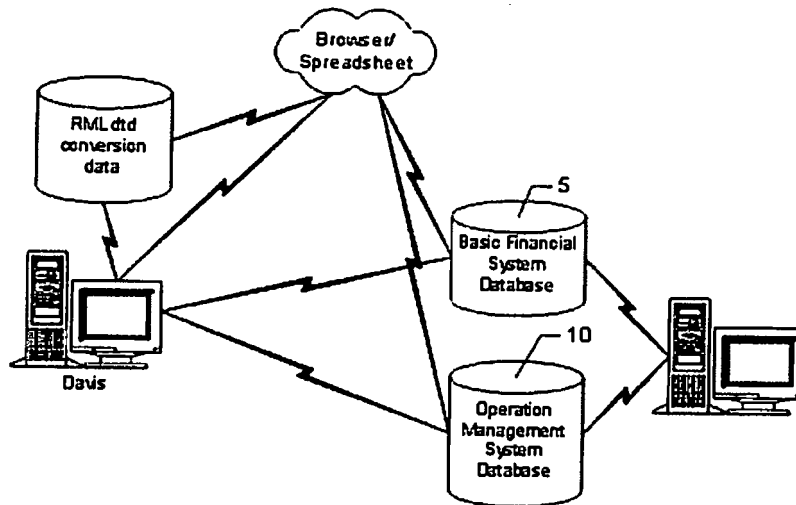 Browser/
Spreadsheet
RML dtd
conversion
data
5
Basic Financial
System
Database
Davis
10
Operation
Management
System
Database